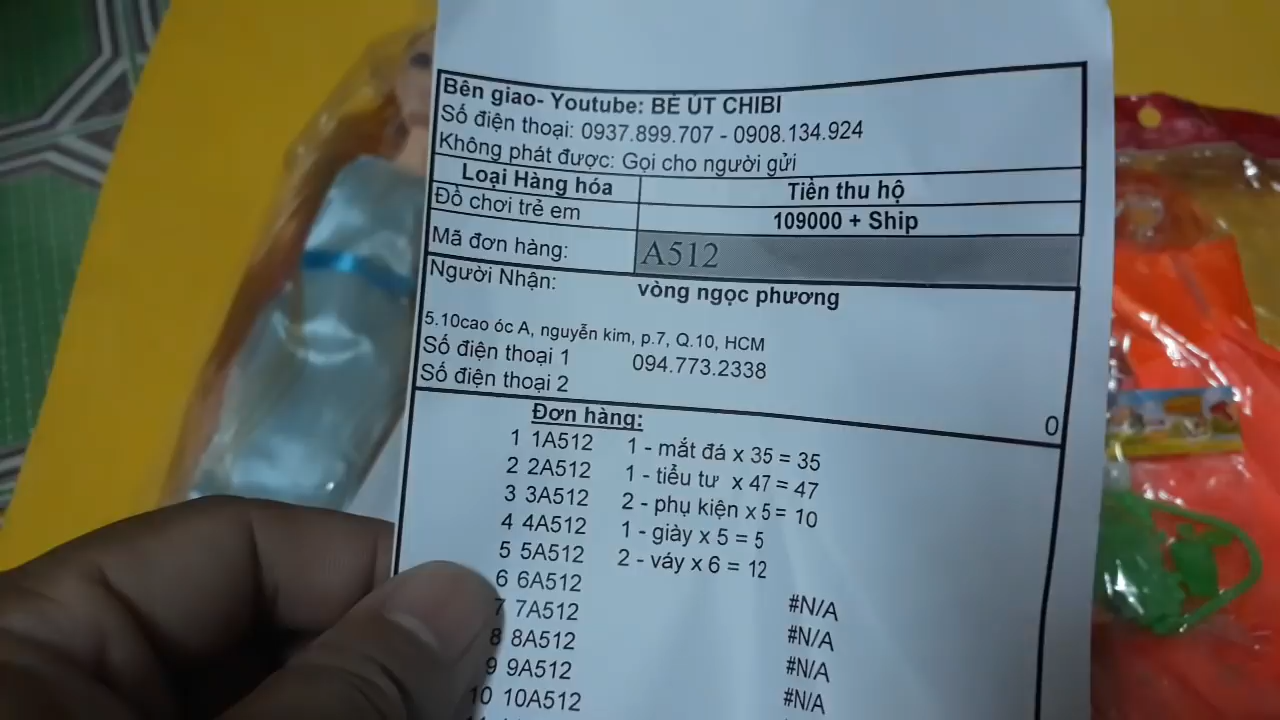 Bên giao- Youtube: BÉ ÚT CHIBI
Số điện thoại: 0937.899.707 - 0908.134.924
Không phát được: Gọi cho người gửi
Loại Hàng hóa Tiền thu hộ
Đồ chơi trẻ em 109000 + Ship
Mã đơn hàng: A512
Người Nhận: vòng ngọc phương
5.10cao óc A, nguyễn kim, p.7, Q.10, HCM
Số điện thoại 1 094.773.2338
Số điện thoại 2 0
Đơn hàng:
1 1A512 1 - mắt đá x 35 = 35
2 2A512 1 - tiểu tư x 47 = 47
3 3A512 2 - phụ kiện x 5 = 10
4 4A512 1 - giày x 5 = 5
5 5A512 2 - váy x 6 = 12
6 6A512
7 7A512 #N/A
8 8A512 #N/A
9 9A512 #N/A
10 10A512 #N/A